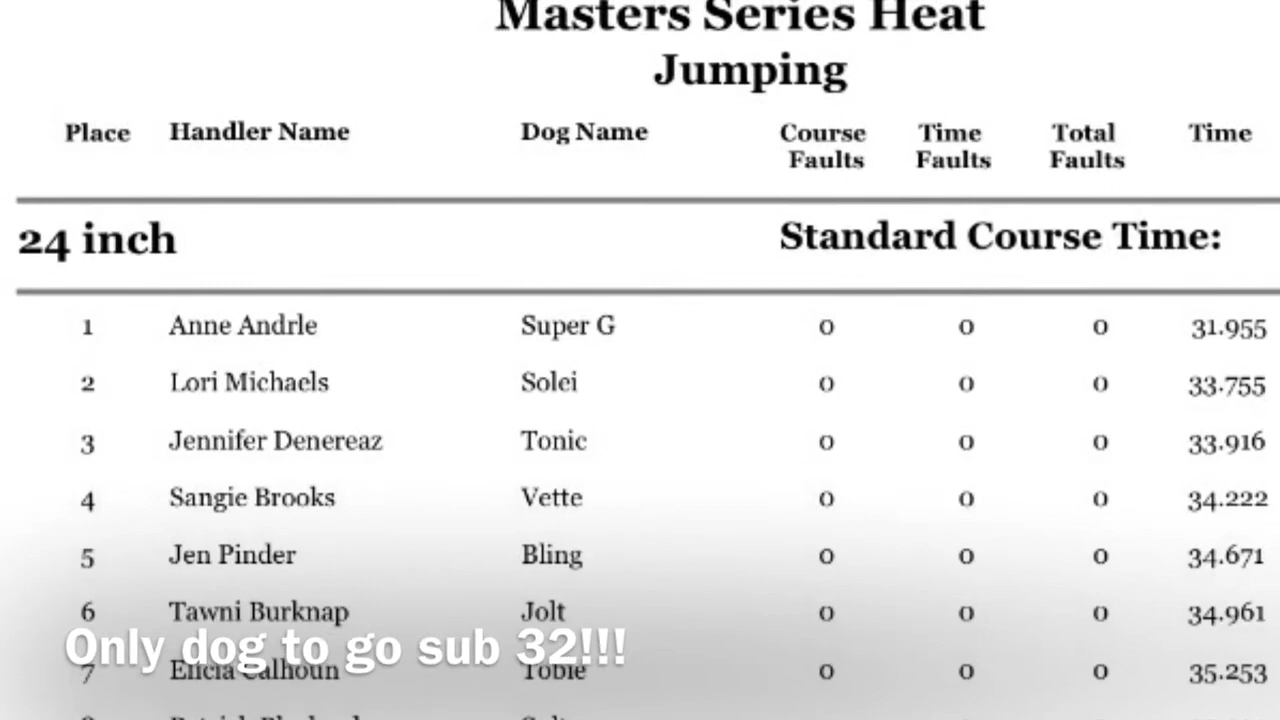 Masters Series Heat
Jumping
Place Handler Name Dog Name Course Faults Time Faults Total Faults Time
24 inch Standard Course Time:
1 Anne Andrle Super G 0 0 0 31.955
2 Lori Michaels Solei 0 0 0 33.755
3 Jennifer Denereaz Tonic 0 0 0 33.916
4 Sangie Brooks Vette 0 0 0 34.222
5 Jen Pinder Bling 0 0 0 34.671
6 Tawni Burknap Jolt 0 0 0 34.961
Only dog to go sub 32!!!
7 Elicia Calhoun Tobie 0 0 0 35.253